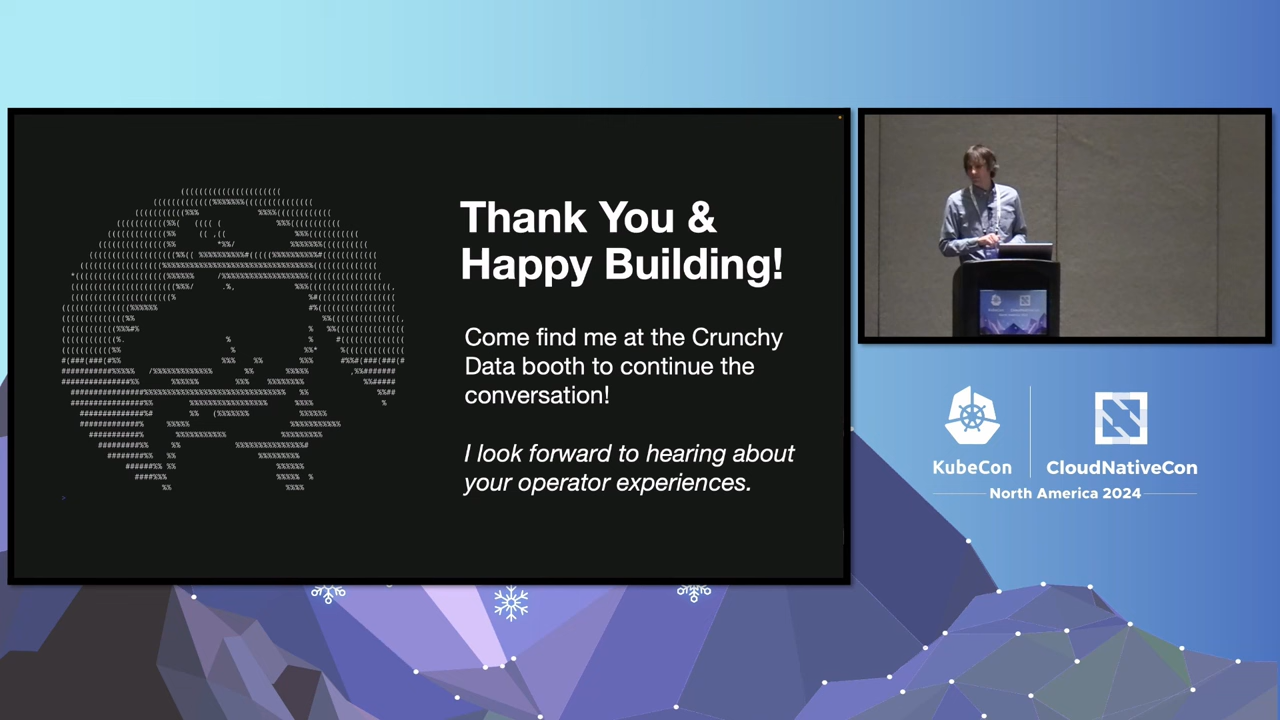 Thank You &
Happy Building!
Come find me at the Crunchy
Data booth to continue the
conversation!
I look forward to hearing about
your operator experiences.
KubeCon
CloudNativeCon
North America 2024